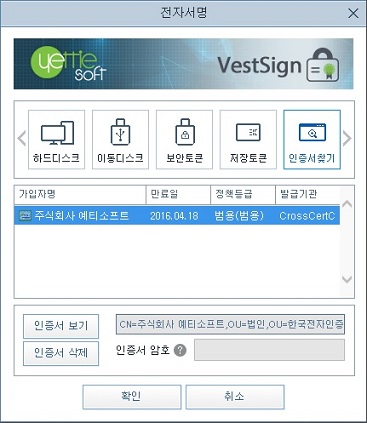 전자서명
yettie soft
VestSign
하드디스크 이동디스크 보안토큰 저장토큰 인증서찾기
가입자명 만료일 정책등급 발급기관
주식회사 예티소프트 2016.04.18 범용(범용) CrossCertC
인증서 보기 CN=주식회사 예티소프트,OU=법인,OU=한국전자인증
인증서 삭제 인증서 암호 ?
확인 취소